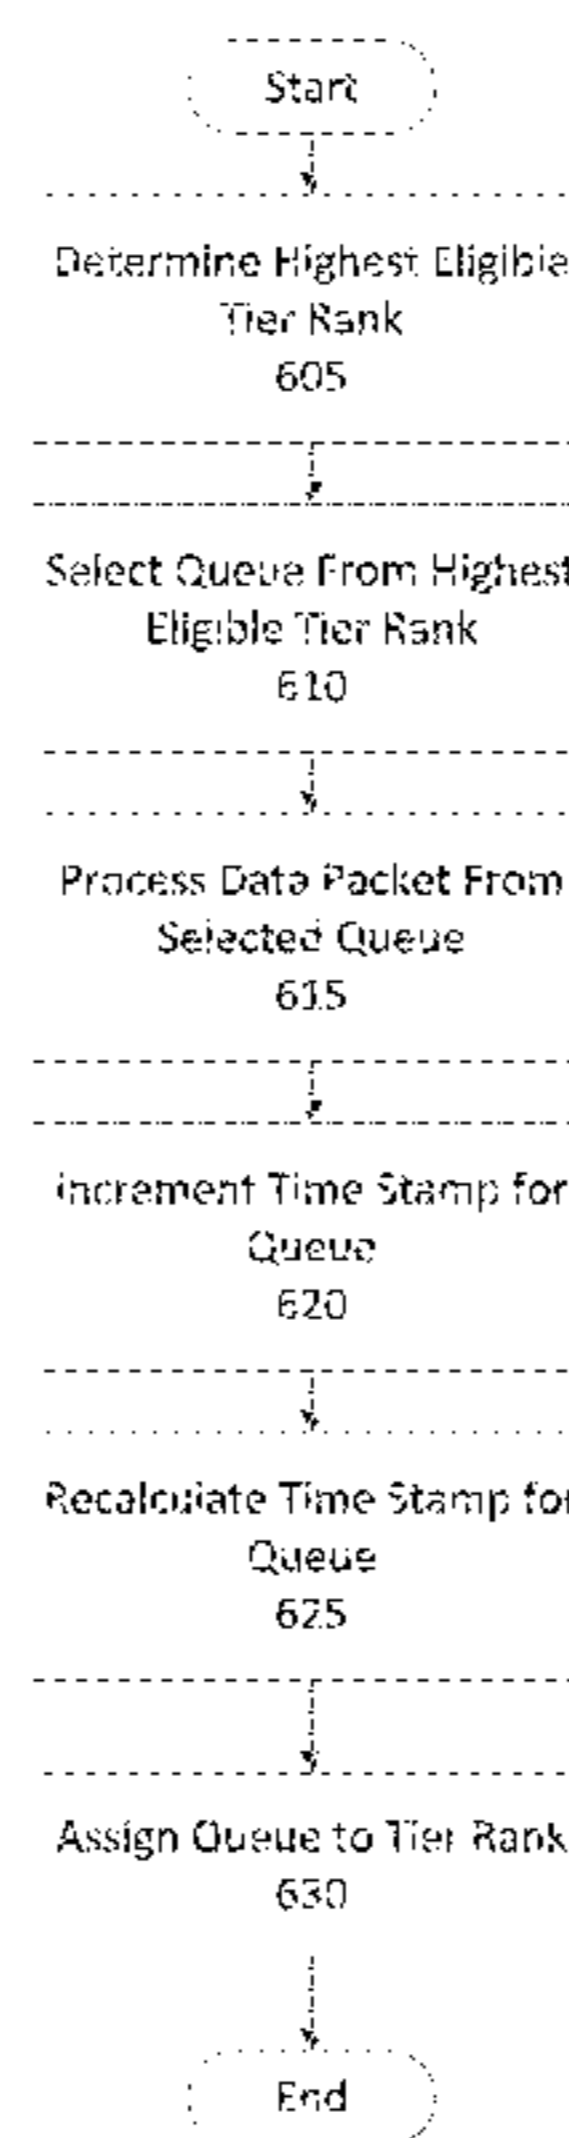 Start
Determine Highest Eligible
Tier Rank
605
Select Queue From Highest
Eligible Tier Rank
610
Process Data Packet From
Selected Queue
615
Increment Time Stamp for
Queue
620
Recalculate Time Stamp for
Queue
625
Assign Queue to Tier Rank
630
End